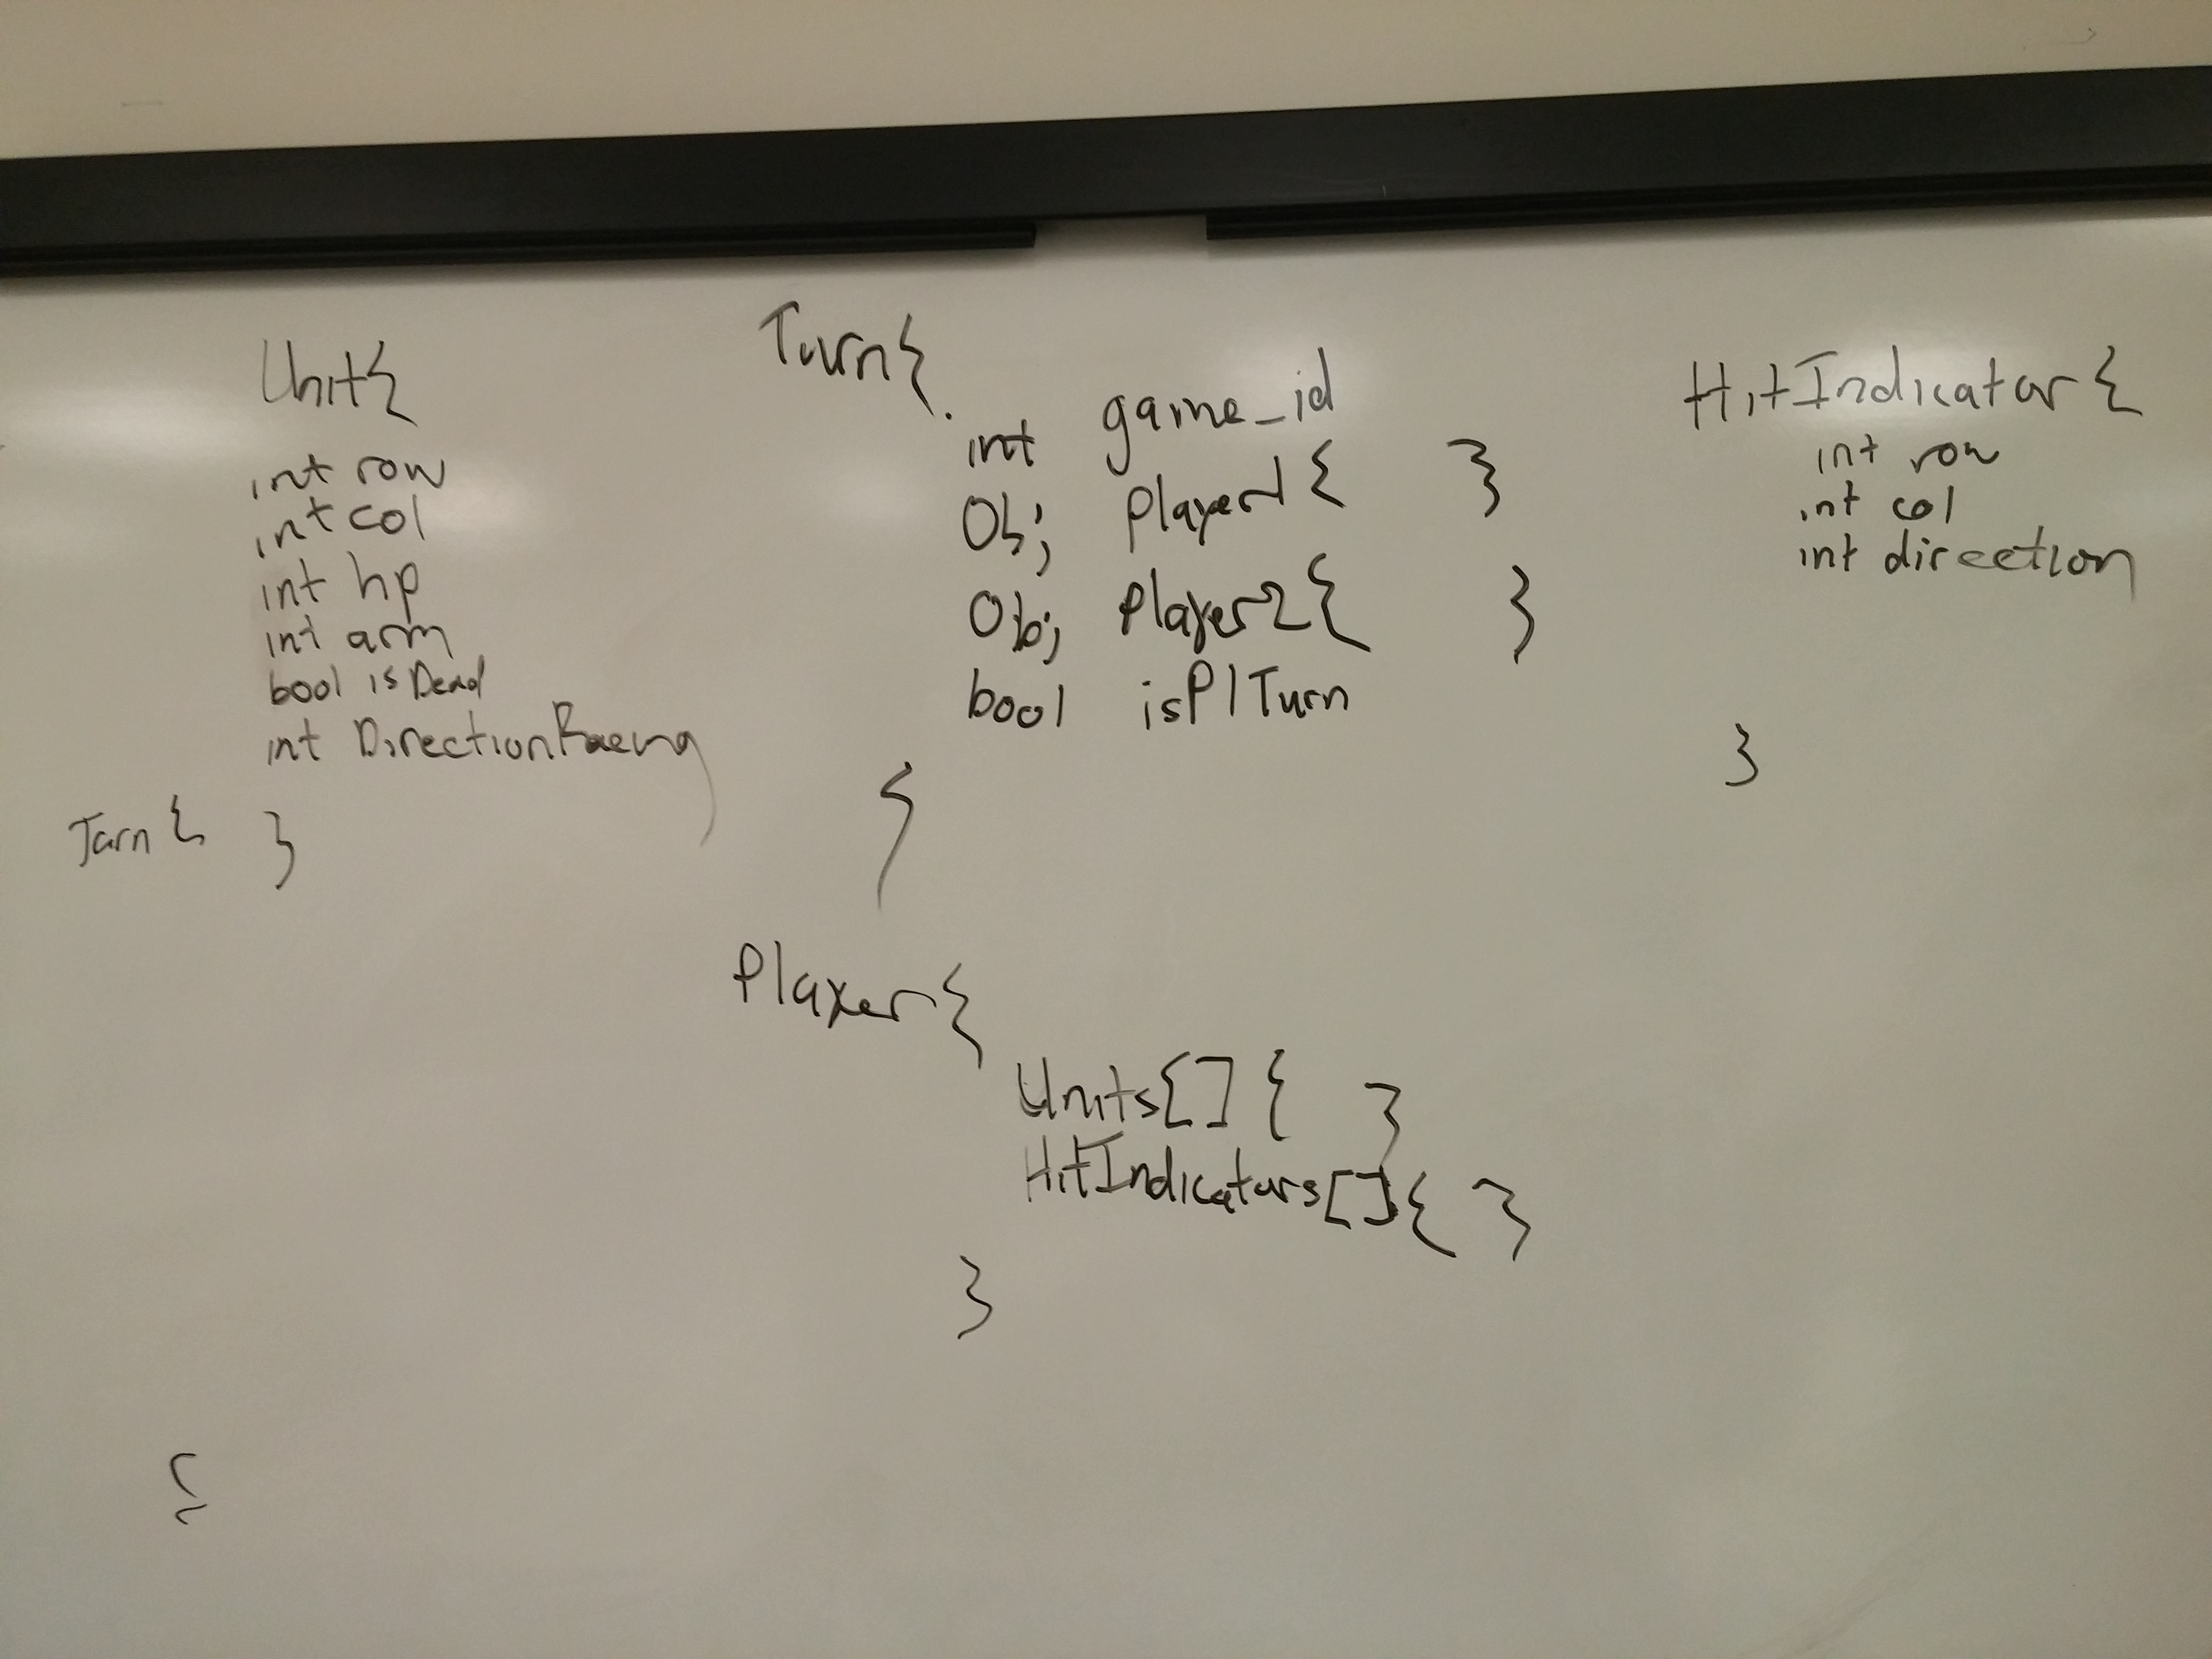 Unit{
int row
int col
int hp
int arm
bool isDead
int DirectionFacing
}
Turn {
Turn{
int game_id
Obj Player1{ }
Obj Player2{ }
bool isP1Turn
}
Player{
Units[] { }
HitIndicators[]{ }
}
HitIndicator{
int row
int col
int direction
}